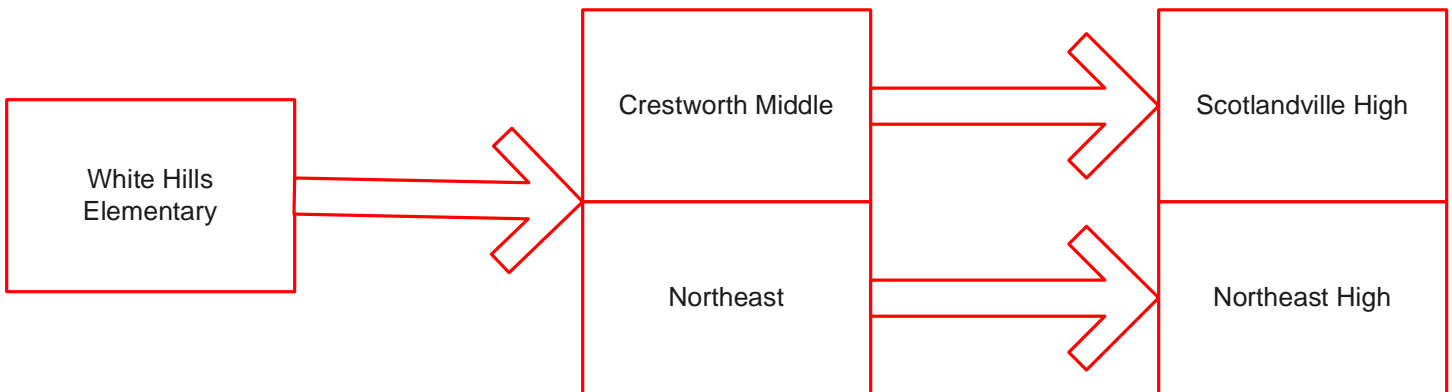 White Hills
Elementary
Crestworth Middle
Northeast
Scotlandville High
Northeast High